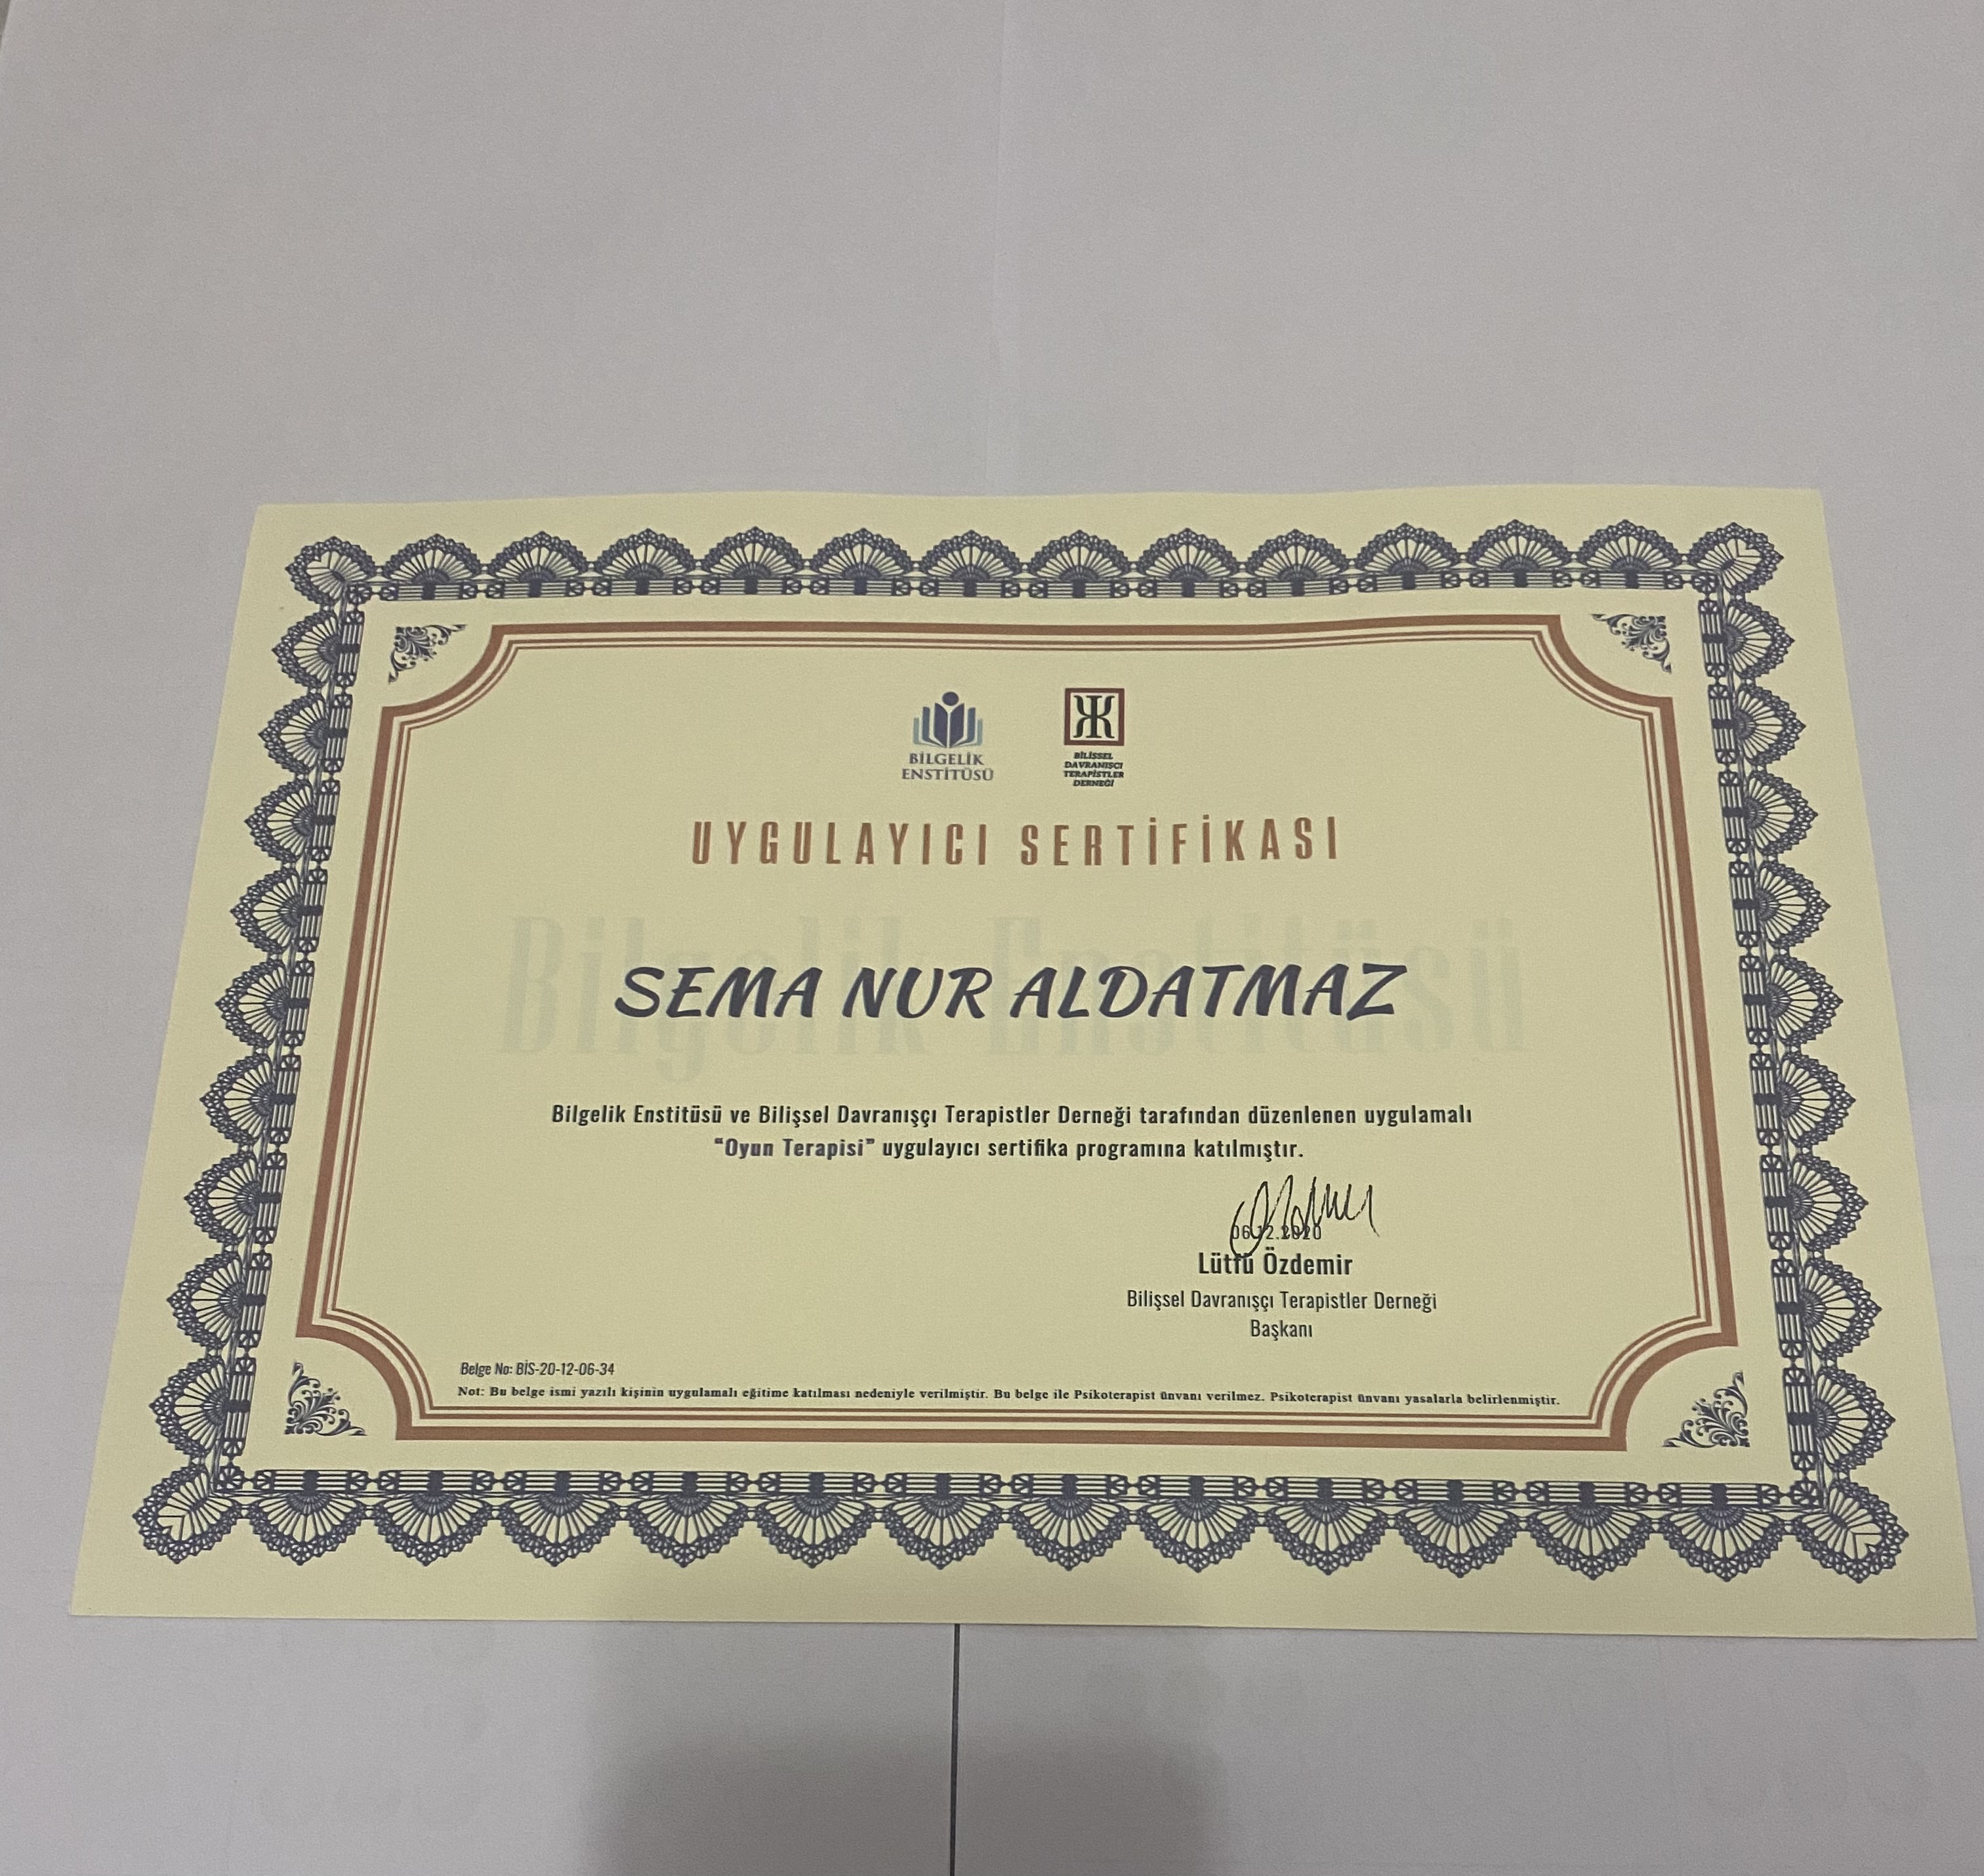 BİLGELİK
ENSTİTÜSÜ
BİLİŞSEL
DAVRANIŞÇI
TERAPİSTLER
DERNEĞİ
UYGULAYICI SERTİFİKASI
Bilgelik Enstitüsü
SEMA NUR ALDATMAZ
Bilgelik Enstitüsü ve Bilişsel Davranışçı Terapistler Derneği tarafından düzenlenen uygulamalı
“Oyun Terapisi” uygulayıcı sertifika programına katılmıştır.
06.12.2020
Lütfü Özdemir
Bilişsel Davranışçı Terapistler Derneği
Başkanı
Belge No: BİS-20-12-06-34
Not: Bu belge ismi yazılı kişinin uygulamalı eğitime katılması nedeniyle verilmiştir. Bu belge ile Psikoterapist ünvanı verilmez. Psikoterapist ünvanı yasalarla belirlenmiştir.